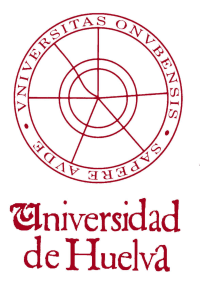 VNIVERSITAS ONVBENSIS • SAPERE AVDE •
Universidad
de Huelva